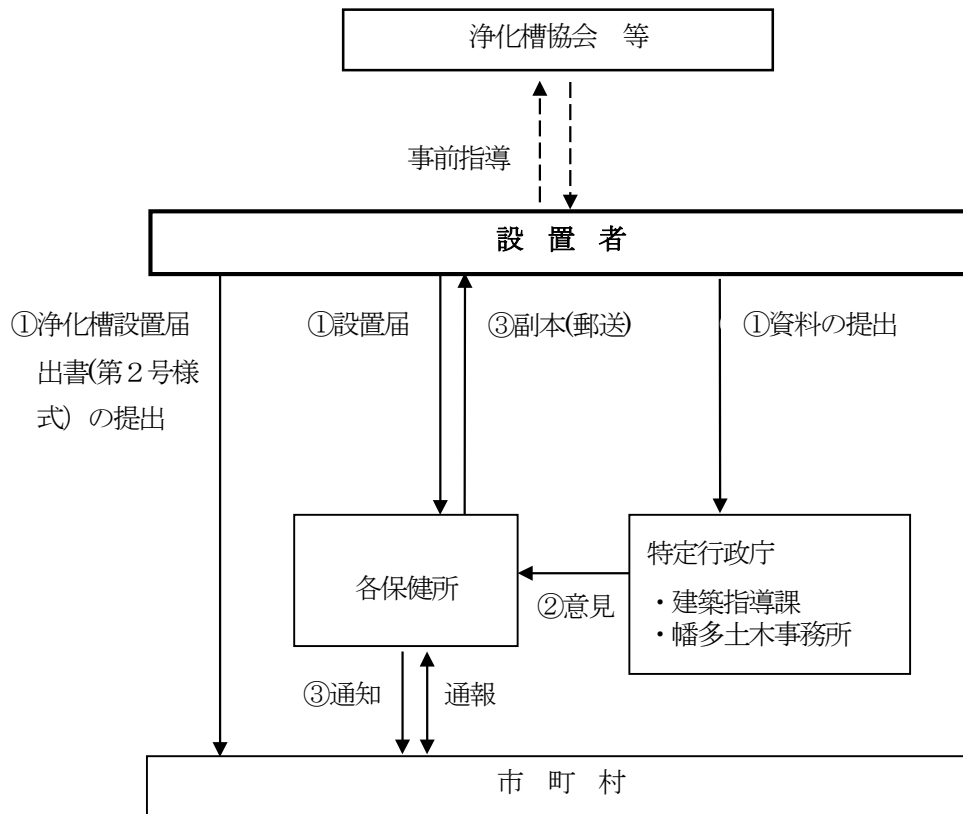 浄化槽協会　等
事前指導
設　置　者
①浄化槽設置届
出書(第２号様
式）の提出
①設置届
③副本(郵送)
①資料の提出
各保健所
特定行政庁
・建築指導課
・幡多土木事務所
②意見
③通知
通報
市　町　村